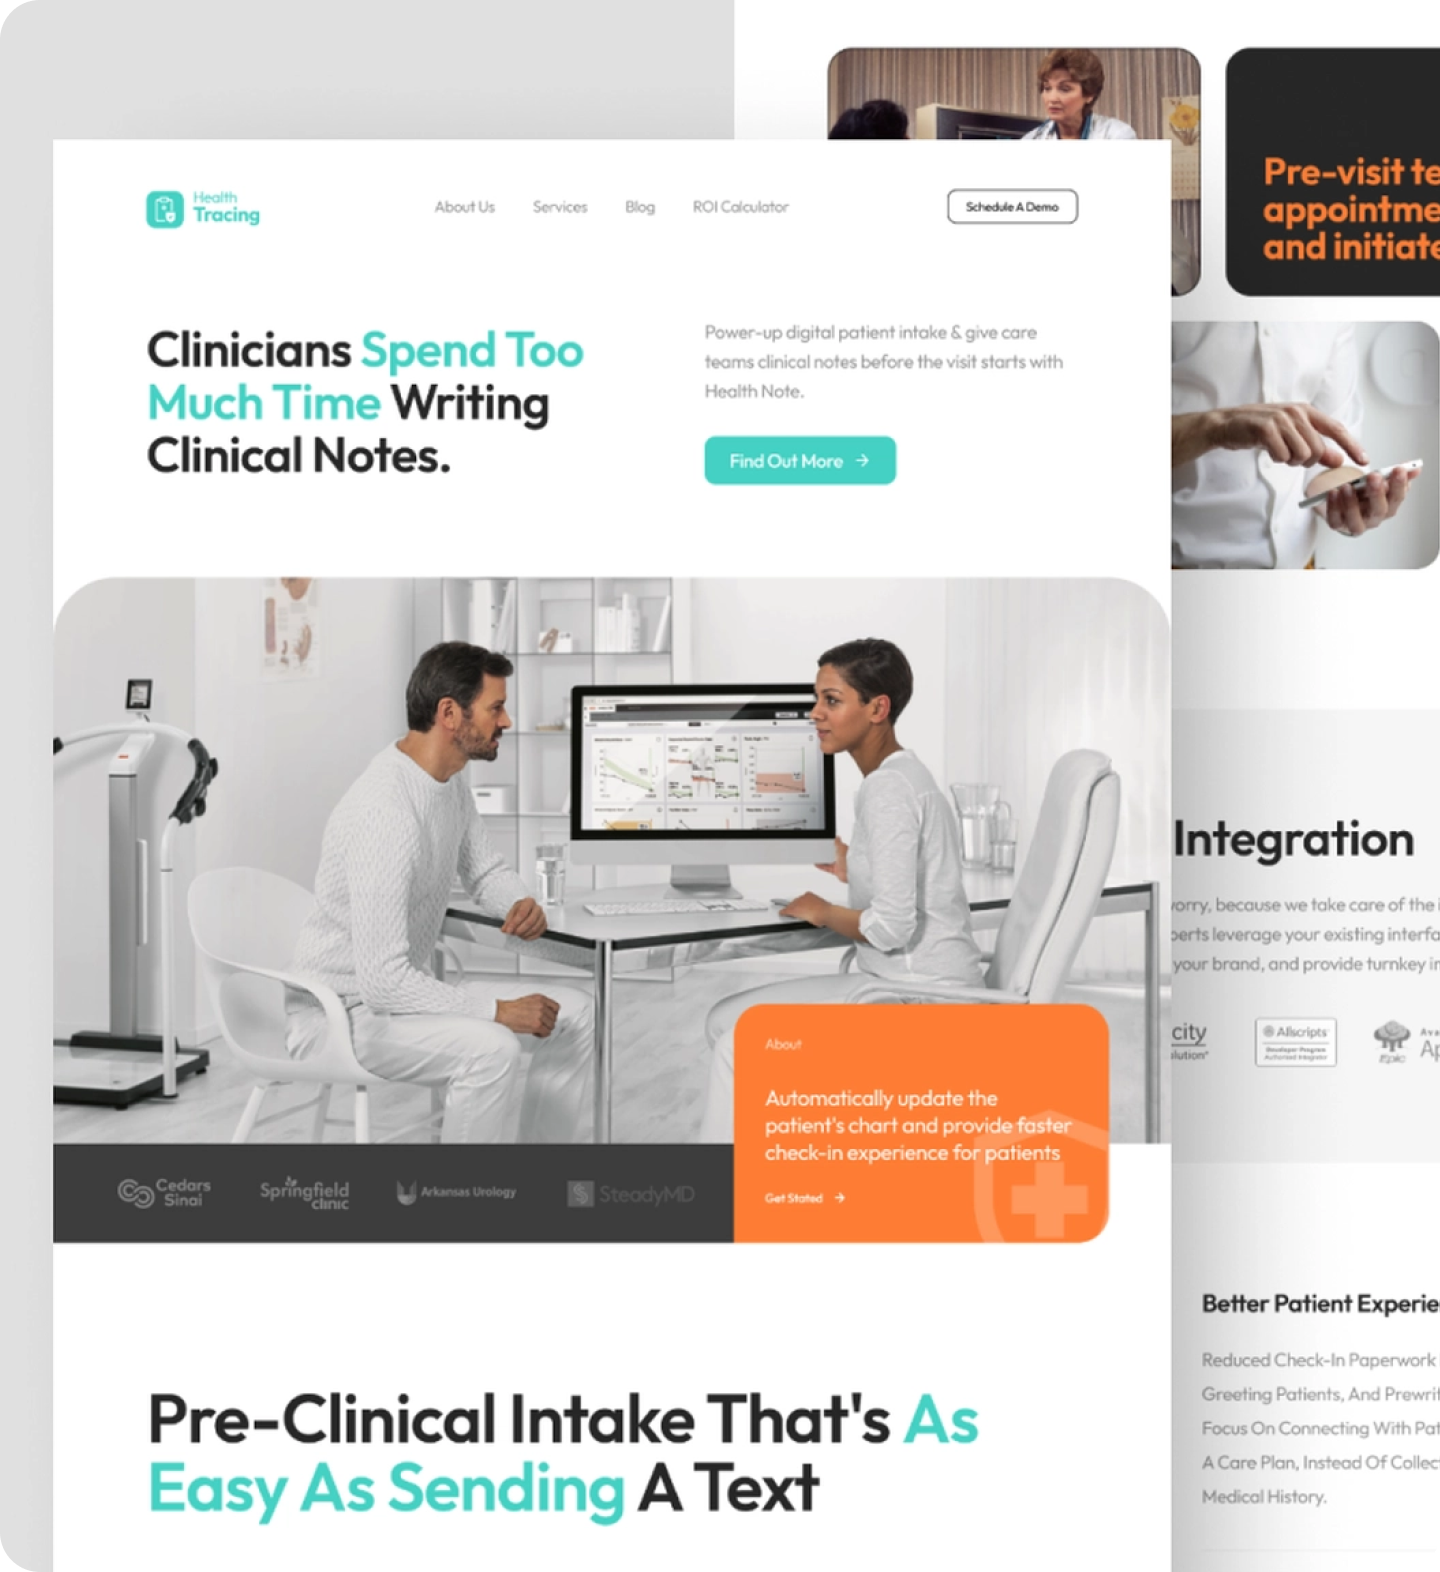 Health
Tracing
About Us
Services
Blog
ROI Calculator
Schedule A Demo
Clinicians Spend Too
Much Time Writing
Clinical Notes.
Power-up digital patient intake & give care
teams clinical notes before the visit starts with
Health Note.
Find Out More →
About
Automatically update the
patient's chart and provide faster
check-in experience for patients
Get Stated →
Cedars
Sinai
Springfield
clinic
Arkansas Urology
SteadyMD
Pre-Clinical Intake That's As
Easy As Sending A Text
Pre-visit te
appointme
and initiate
Integration
orry, because we take care of the i
perts leverage your existing interfa
your brand, and provide turnkey i
city
lution
Allscripts
Developer Program
Epic
Ap
Better Patient Experie
Reduced Check-In Paperwork
Greeting Patients, And Prewrit
Focus On Connecting With Pat
A Care Plan, Instead Of Collec
Medical History.